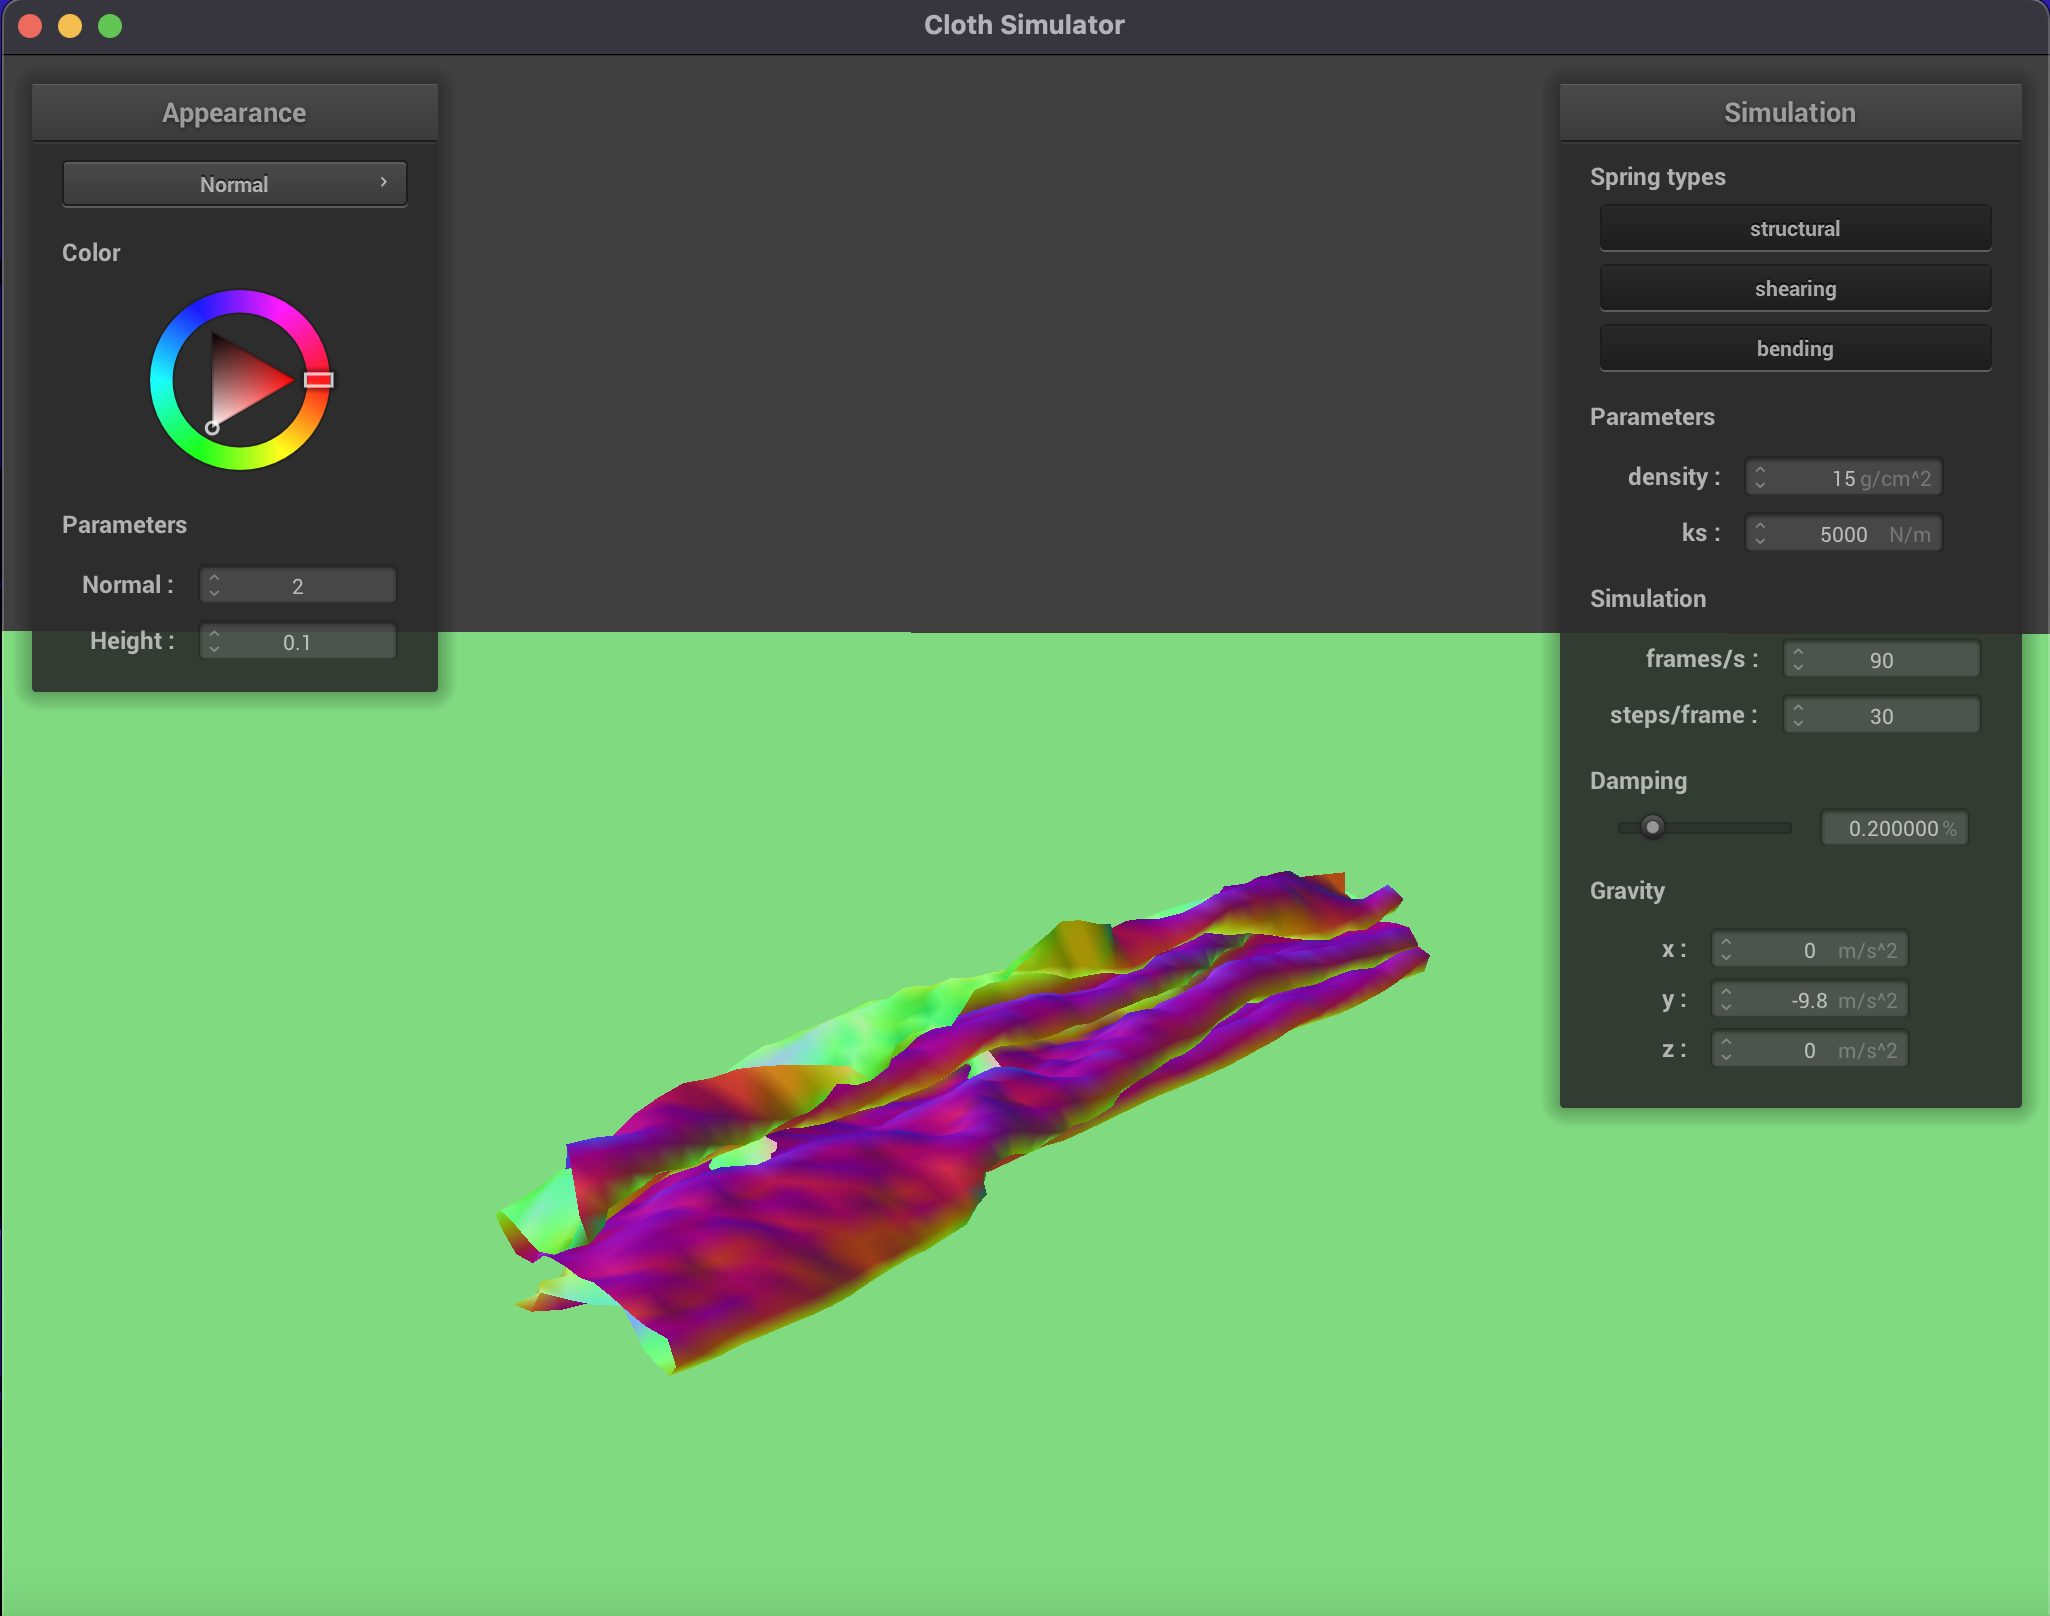 Cloth Simulator
Appearance
Normal
Color
Parameters
Normal : 2
Height : 0.1
Simulation
Spring types
structural
shearing
bending
Parameters
density : 15 g/cm^2
ks : 5000 N/m
Simulation
frames/s : 90
steps/frame : 30
Damping
0.200000 %
Gravity
x : 0 m/s^2
y : -9.8 m/s^2
z : 0 m/s^2